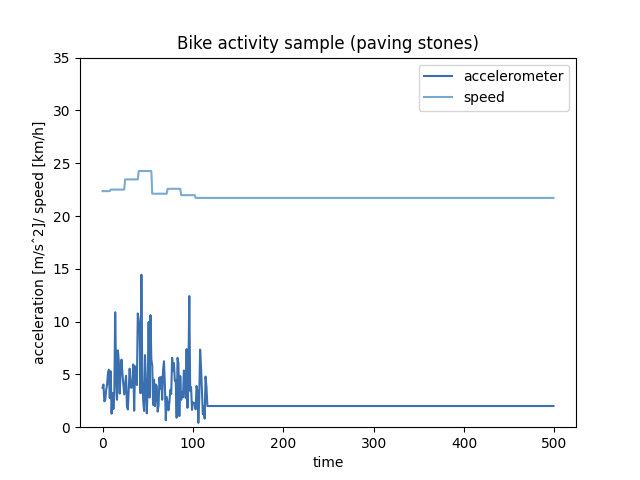 Bike activity sample (paving stones)
accelerometer
speed
acceleration [m/s^2]/ speed [km/h]
35
30
25
20
15
10
5
0
0 100 200 300 400 500
time